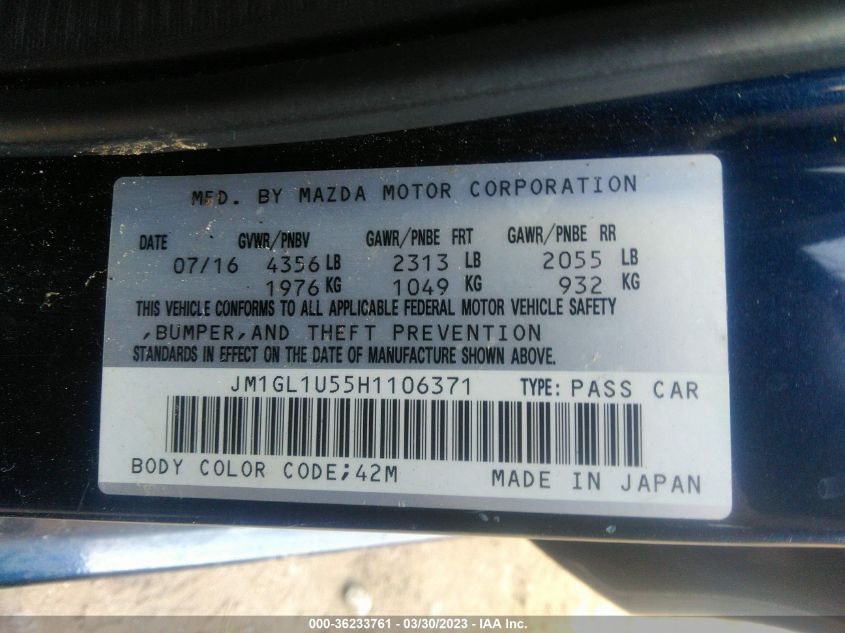 MFD. BY MAZDA MOTOR CORPORATION
DATE GVWR/PNBV GAWR/PNBE FRT GAWR/PNBE RR
07/16 4356 LB 2313 LB 2055 LB
1976 KG 1049 KG 932 KG
THIS VEHICLE CONFORMS TO ALL APPLICABLE FEDERAL MOTOR VEHICLE SAFETY
,BUMPER,AND THEFT PREVENTION
STANDARDS IN EFFECT ON THE DATE OF MANUFACTURE SHOWN ABOVE.
JM1GL1U55H1106371 TYPE: PASS CAR
BODY COLOR CODE;42M MADE IN JAPAN
000-36233761 - 03/30/2023 - IAA Inc.